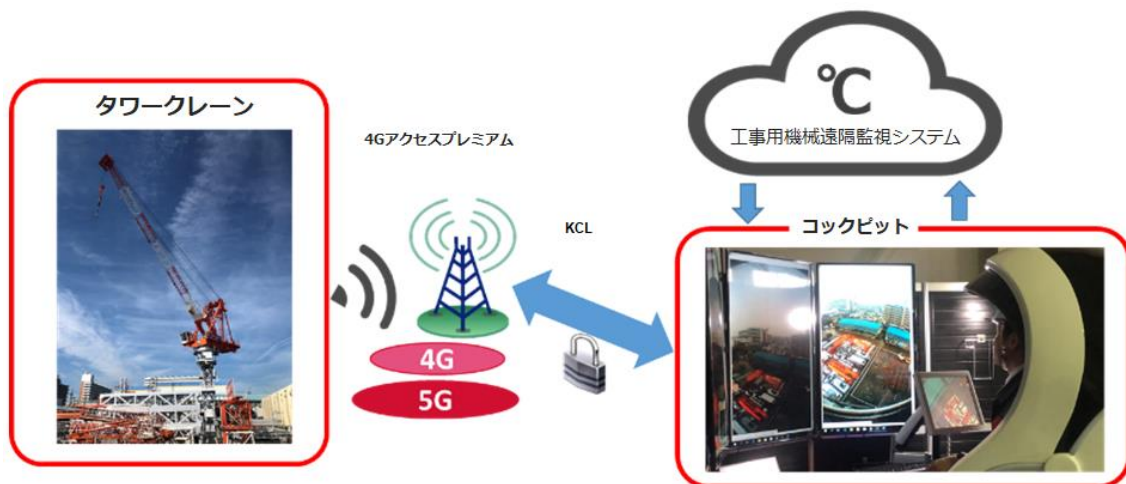 タワークレーン
4Gアクセスプレミアム
4G
5G
KCL
℃
工事用機械遠隔監視システム
コックピット